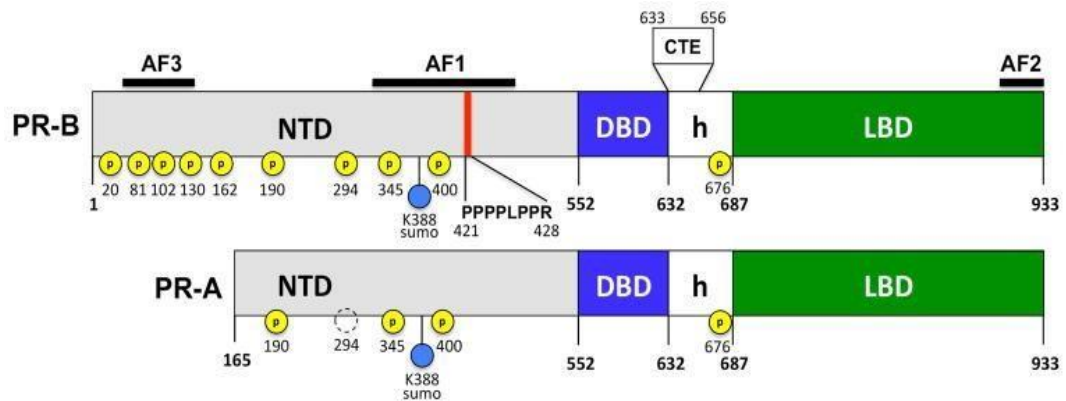 633 656
CTE
AF3 AF1 AF2
PR-B NTD DBD h LBD
p p p p p p p p p p
20 81 102 130 162 190 294 345 400 676
K388
sumo
PPPPLPPR
421 428
1 552 632 687 933
PR-A NTD DBD h LBD
p p p p
190 294 345 400 676
K388
sumo
165 552 632 687 933